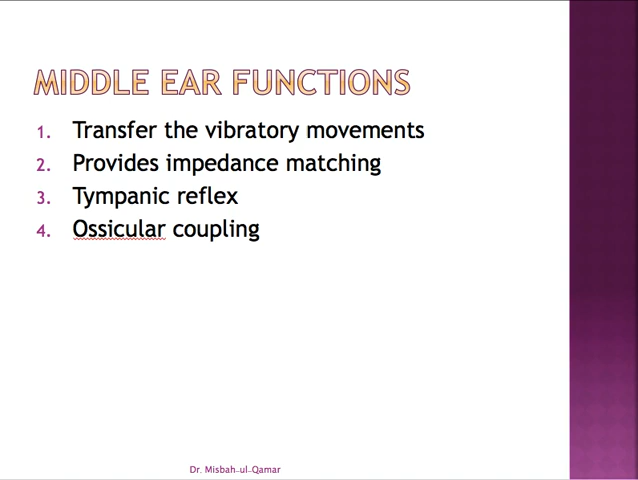 MIDDLE EAR FUNCTIONS
1. Transfer the vibratory movements
2. Provides impedance matching
3. Tympanic reflex
4. Ossicular coupling
Dr. Misbah-ul-Qamar